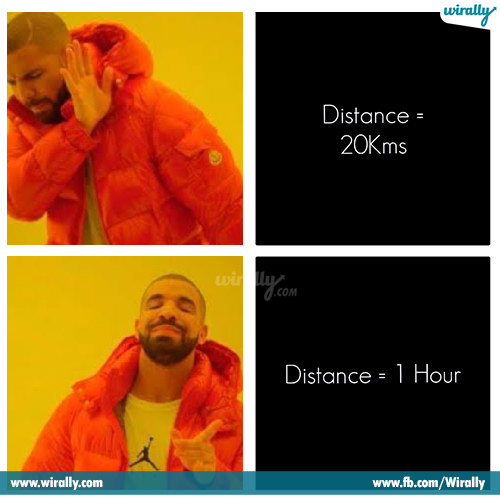 wirally
Distance =
20Kms
wirally
.COM
Distance = 1 Hour
www.wirally.com
www.fb.com/Wirally